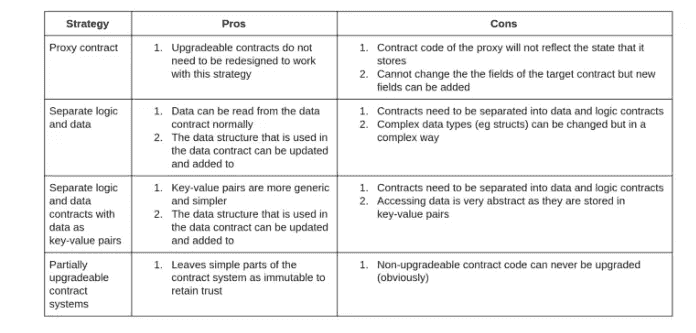 Strategy Pros Cons
Proxy contract
1. Upgradeable contracts do not
need to be redesigned to work
with this strategy
1. Contract code of the proxy will not reflect the state that it
stores
2. Cannot change the the fields of the target contract but new
fields can be added
Separate logic
and data
1. Data can be read from the data
contract normally
2. The data structure that is used in
the data contract can be updated
and added to
1. Contracts need to be separated into data and logic contracts
2. Complex data types (eg structs) can be changed but in a
complex way
Separate logic
and data
contracts with
data as
key-value pairs
1. Key-value pairs are more generic
and simpler
2. The data structure that is used in
the data contract can be updated
and added to
1. Contracts need to be separated into data and logic contracts
2. Accessing data is very abstract as they are stored in
key-value pairs
Partially
upgradeable
contract
systems
1. Leaves simple parts of the
contract system as immutable to
retain trust
1. Non-upgradeable contract code can never be upgraded
(obviously)